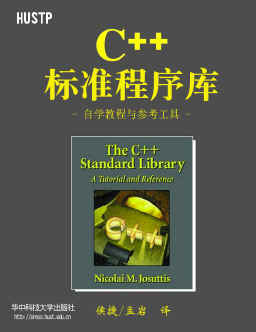 HUSTP
C++
标准程序库
- 自学教程与参考工具 -
The C++
Standard Library
A Tutorial and Reference
Nicolai M. Josuttis
华中科技大学出版社
侯捷/孟岩 译